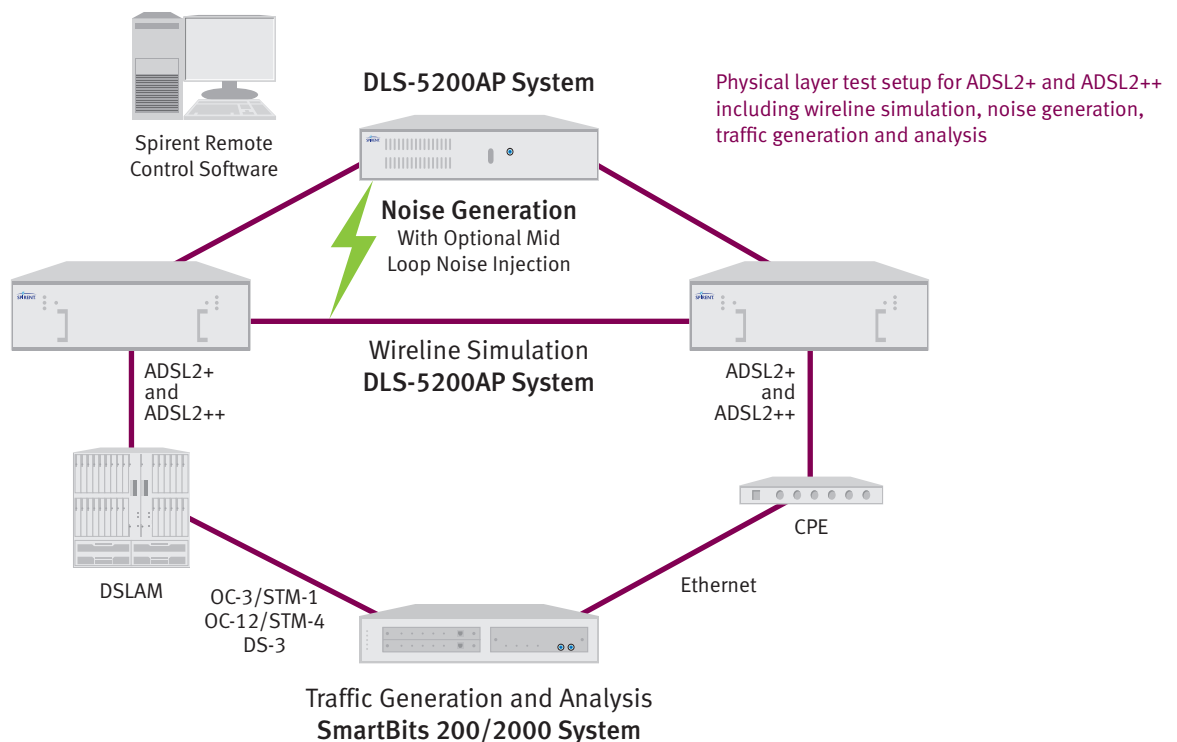 DLS-5200AP System
Physical layer test setup for ADSL2+ and ADSL2++
including wireline simulation, noise generation,
traffic generation and analysis
Spirent Remote
Control Software
SPIRENT
Noise Generation
With Optional Mid
Loop Noise Injection
SPIRENT
SPIRENT
Wireline Simulation
DLS-5200AP System
ADSL2+
and
ADSL2++
ADSL2+
and
ADSL2++
DSLAM
CPE
OC-3/STM-1
OC-12/STM-4
DS-3
Ethernet
Traffic Generation and Analysis
SmartBits 200/2000 System